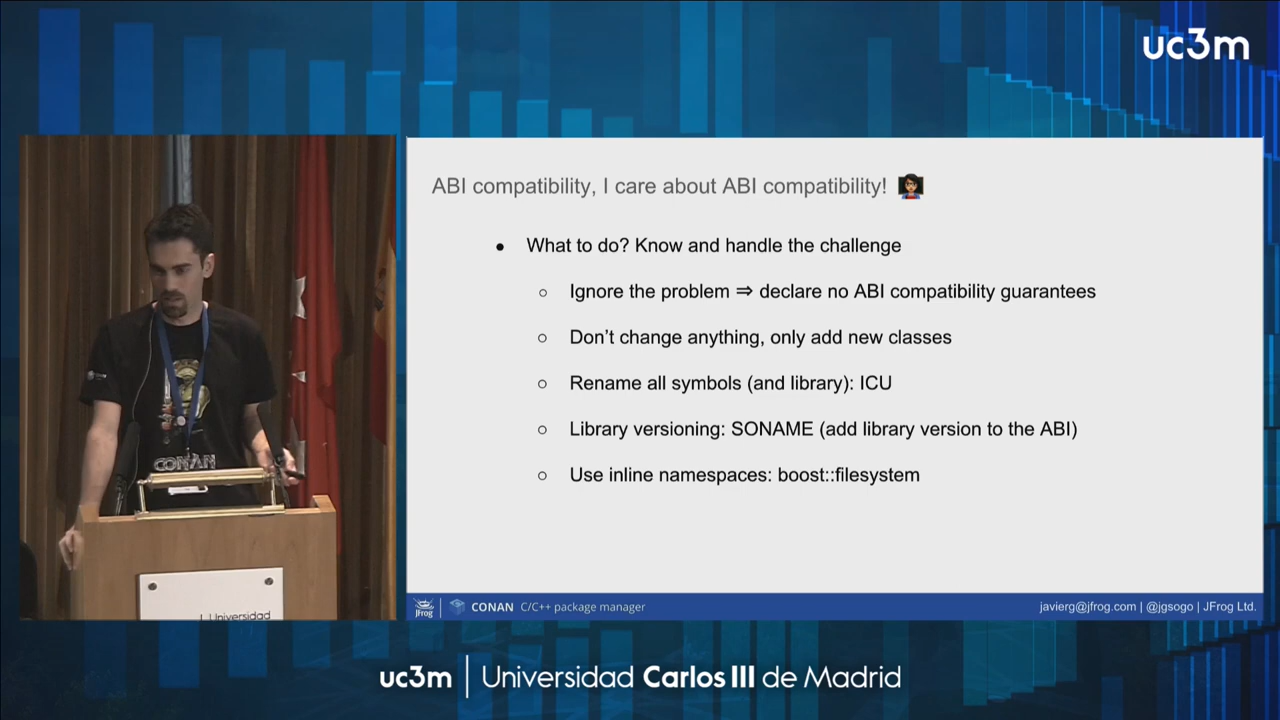 uc3m
ABI compatibility, I care about ABI compatibility!
● What to do? Know and handle the challenge
○ Ignore the problem ⇒ declare no ABI compatibility guarantees
○ Don't change anything, only add new classes
○ Rename all symbols (and library): ICU
○ Library versioning: SONAME (add library version to the ABI)
○ Use inline namespaces: boost::filesystem
CONAN
Universidad
JFrog CONAN C/C++ package manager
javierg@jfrog.com | @jgsogo | JFrog Ltd.
uc3m | Universidad Carlos III de Madrid